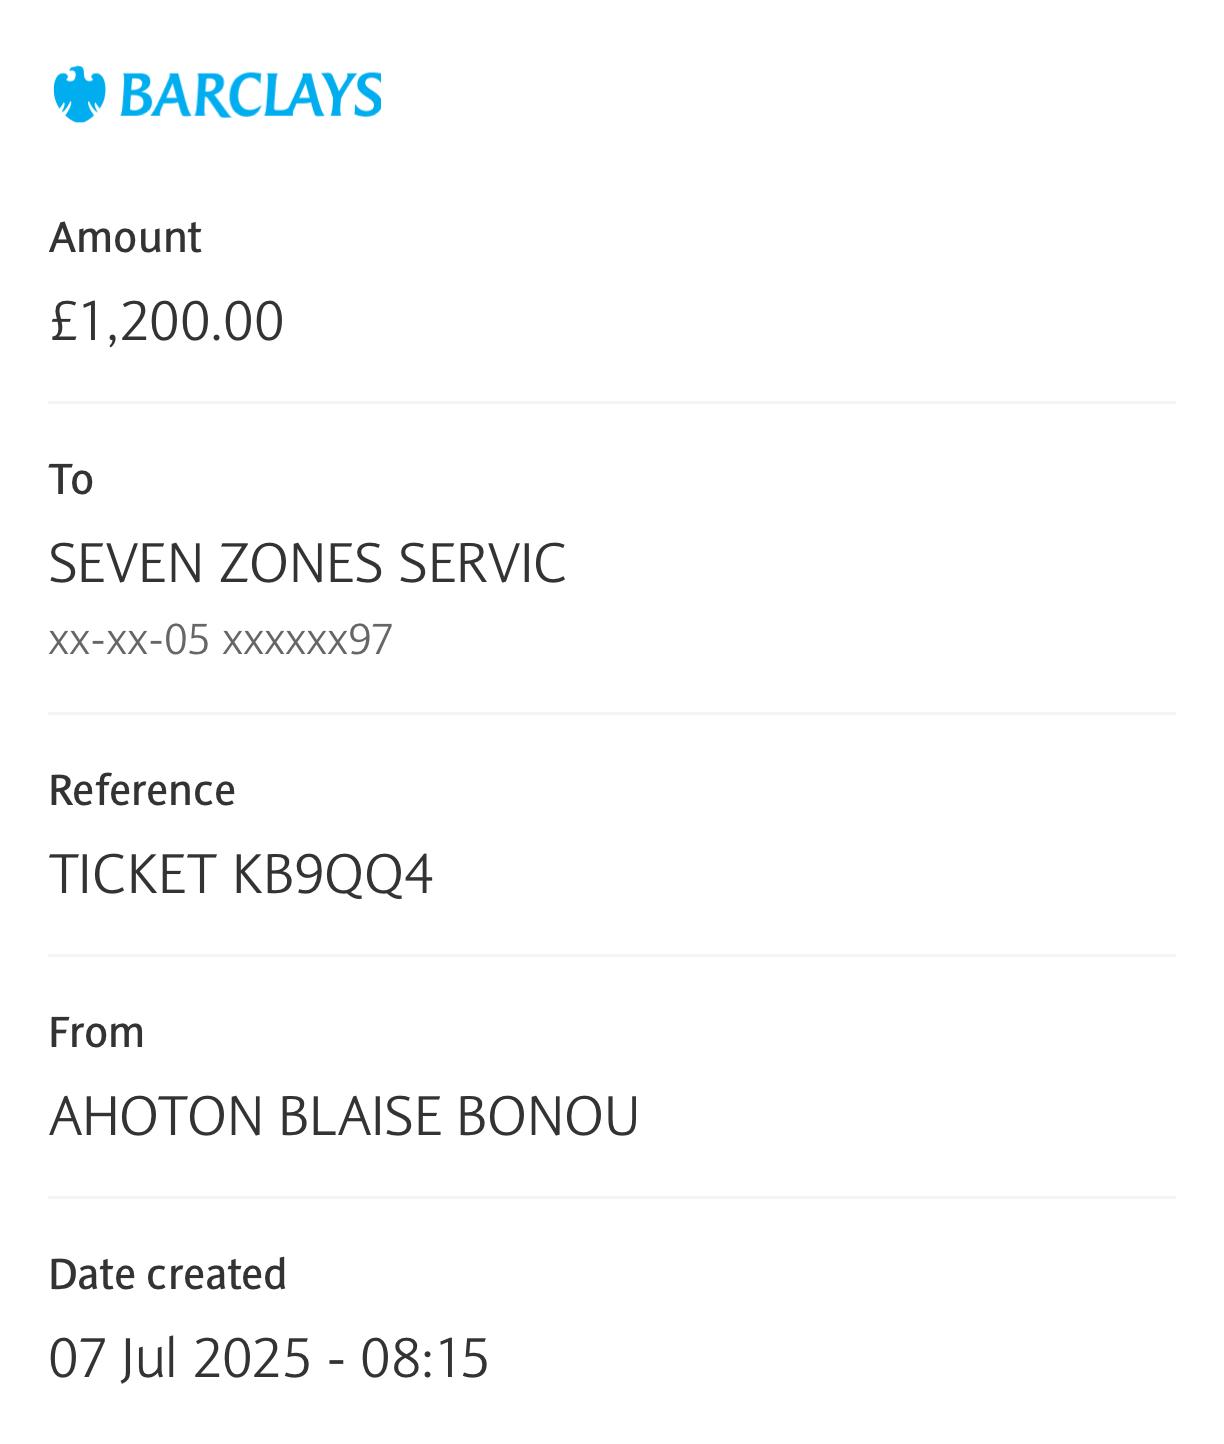 BARCLAYS
Amount
£1,200.00
To
SEVEN ZONES SERVIC
xx-xx-05 xxxxxx97
Reference
TICKET KB9QQ4
From
AHOTON BLAISE BONOU
Date created
07 Jul 2025 - 08:15